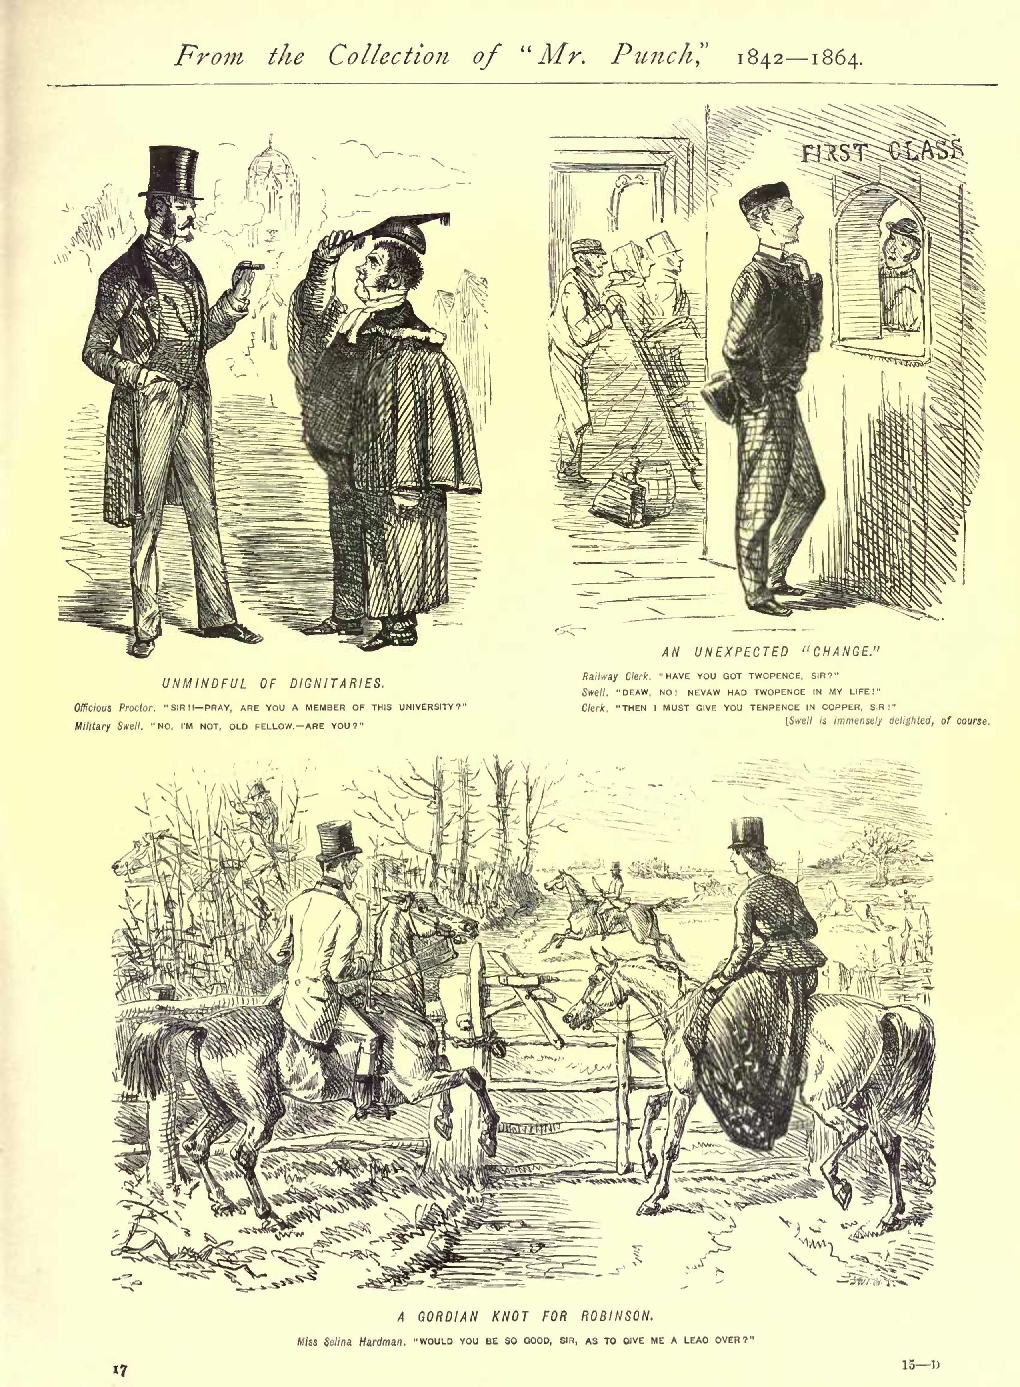 From the Collection of "Mr. Punch," 1842—1864.
FIRST CLASS
UNMINDFUL OF DIGNITARIES.
Officious Proctor. "SIR!!—PRAY, ARE YOU A MEMBER OF THIS UNIVERSITY?"
Military Swell. "NO, I'M NOT, OLD FELLOW.—ARE YOU?"
AN UNEXPECTED "CHANGE."
Railway Clerk. "HAVE YOU GOT TWOPENCE, SIR?"
Swell. "DEAW, NO! NEVAW HAD TWOPENCE IN MY LIFE!"
Clerk. "THEN I MUST GIVE YOU TENPENCE IN COPPER, SIR!"
[Swell is immensely delighted, of course.
A GORDIAN KNOT FOR ROBINSON.
Miss Selina Hardman. "WOULD YOU BE SO GOOD, SIR, AS TO GIVE ME A LEAD OVER?"
17
15—D